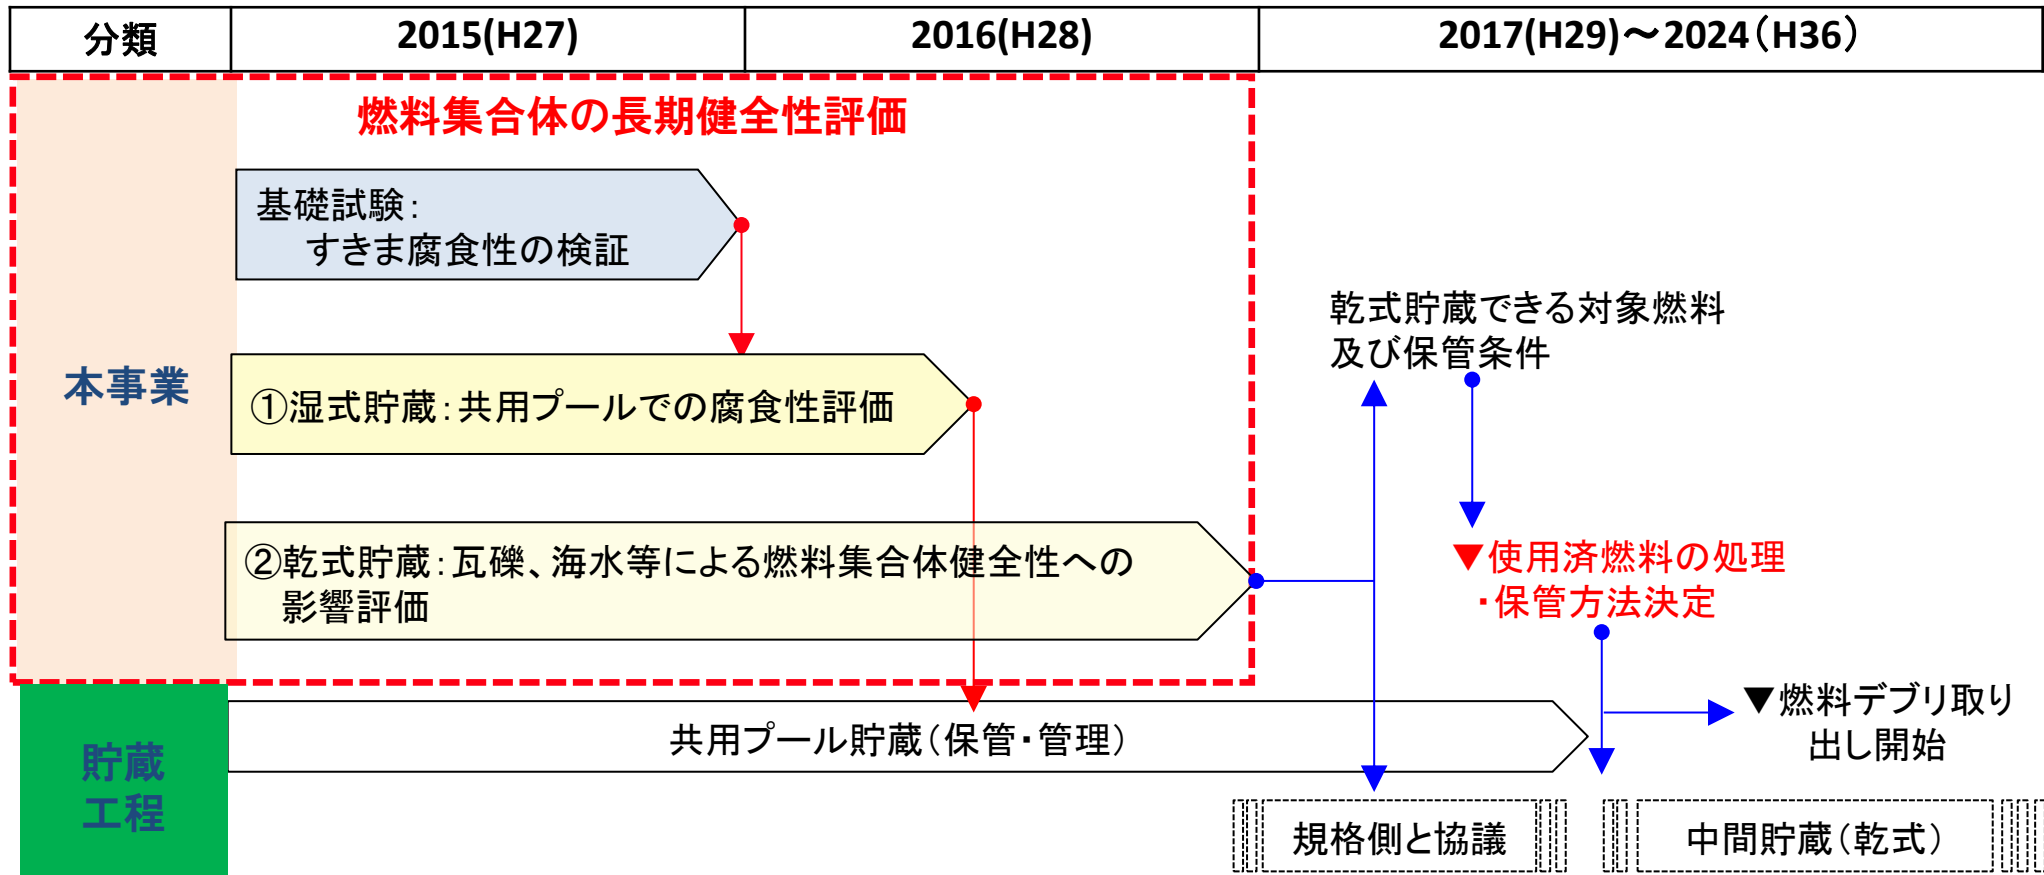 分類
2015(H27)
2016(H28)
2017(H29)～2024（H36）
燃料集合体の長期健全性評価
基礎試験：
すきま腐食性の検証
乾式貯蔵できる対象燃料
及び保管条件
本事業
①湿式貯蔵：共用プールでの腐食性評価
②乾式貯蔵：瓦礫、海水等による燃料集合体健全性への
影響評価
▼使用済燃料の処理
・保管方法決定
▼燃料デブリ取り
出し開始
共用プール貯蔵（保管・管理）
貯蔵
工程
規格側と協議
中間貯蔵（乾式）